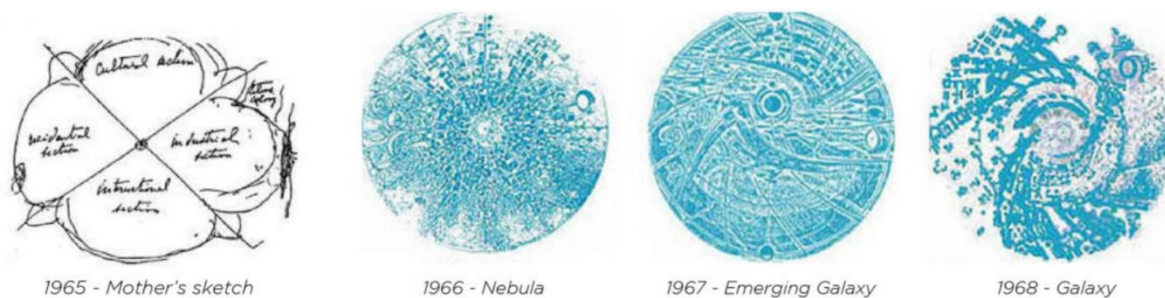 cultural section
residential
section
industrial
section
international
section
1965 - Mother's sketch
1966 - Nebula
1967 - Emerging Galaxy
1968 - Galaxy